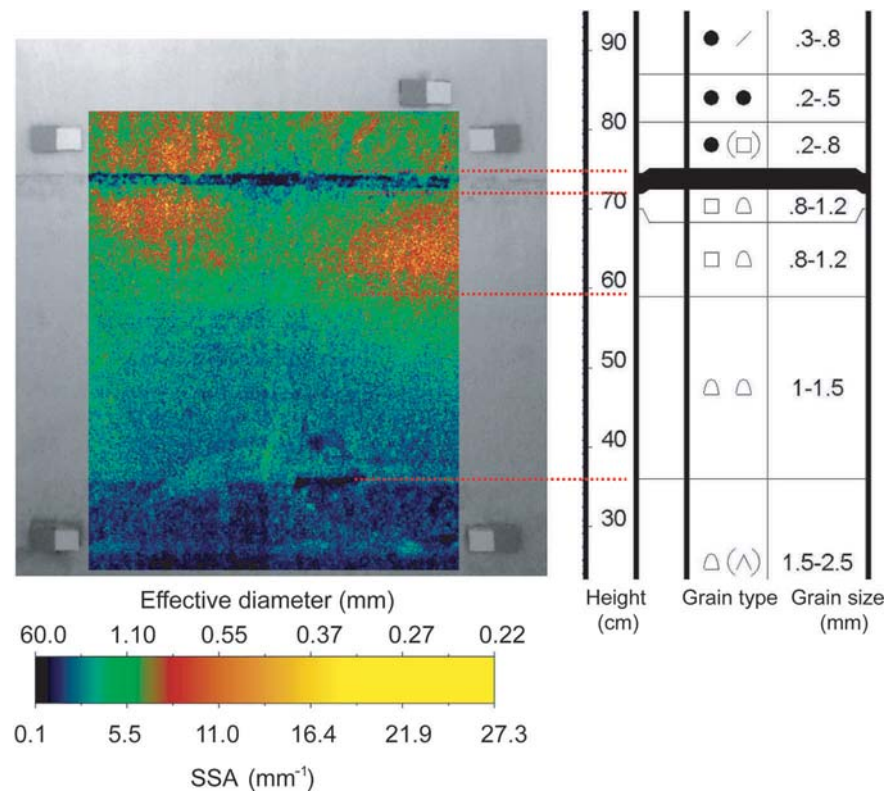 90
.3-.8
.2-.5
80
.2-.8
70
.8-1.2
60
.8-1.2
50
1-1.5
40
30
1.5-2.5
Height
(cm)
Grain type
Grain size
(mm)
Effective diameter (mm)
60.0 1.10 0.55 0.37 0.27 0.22
0.1 5.5 11.0 16.4 21.9 27.3
SSA (mm⁻¹)